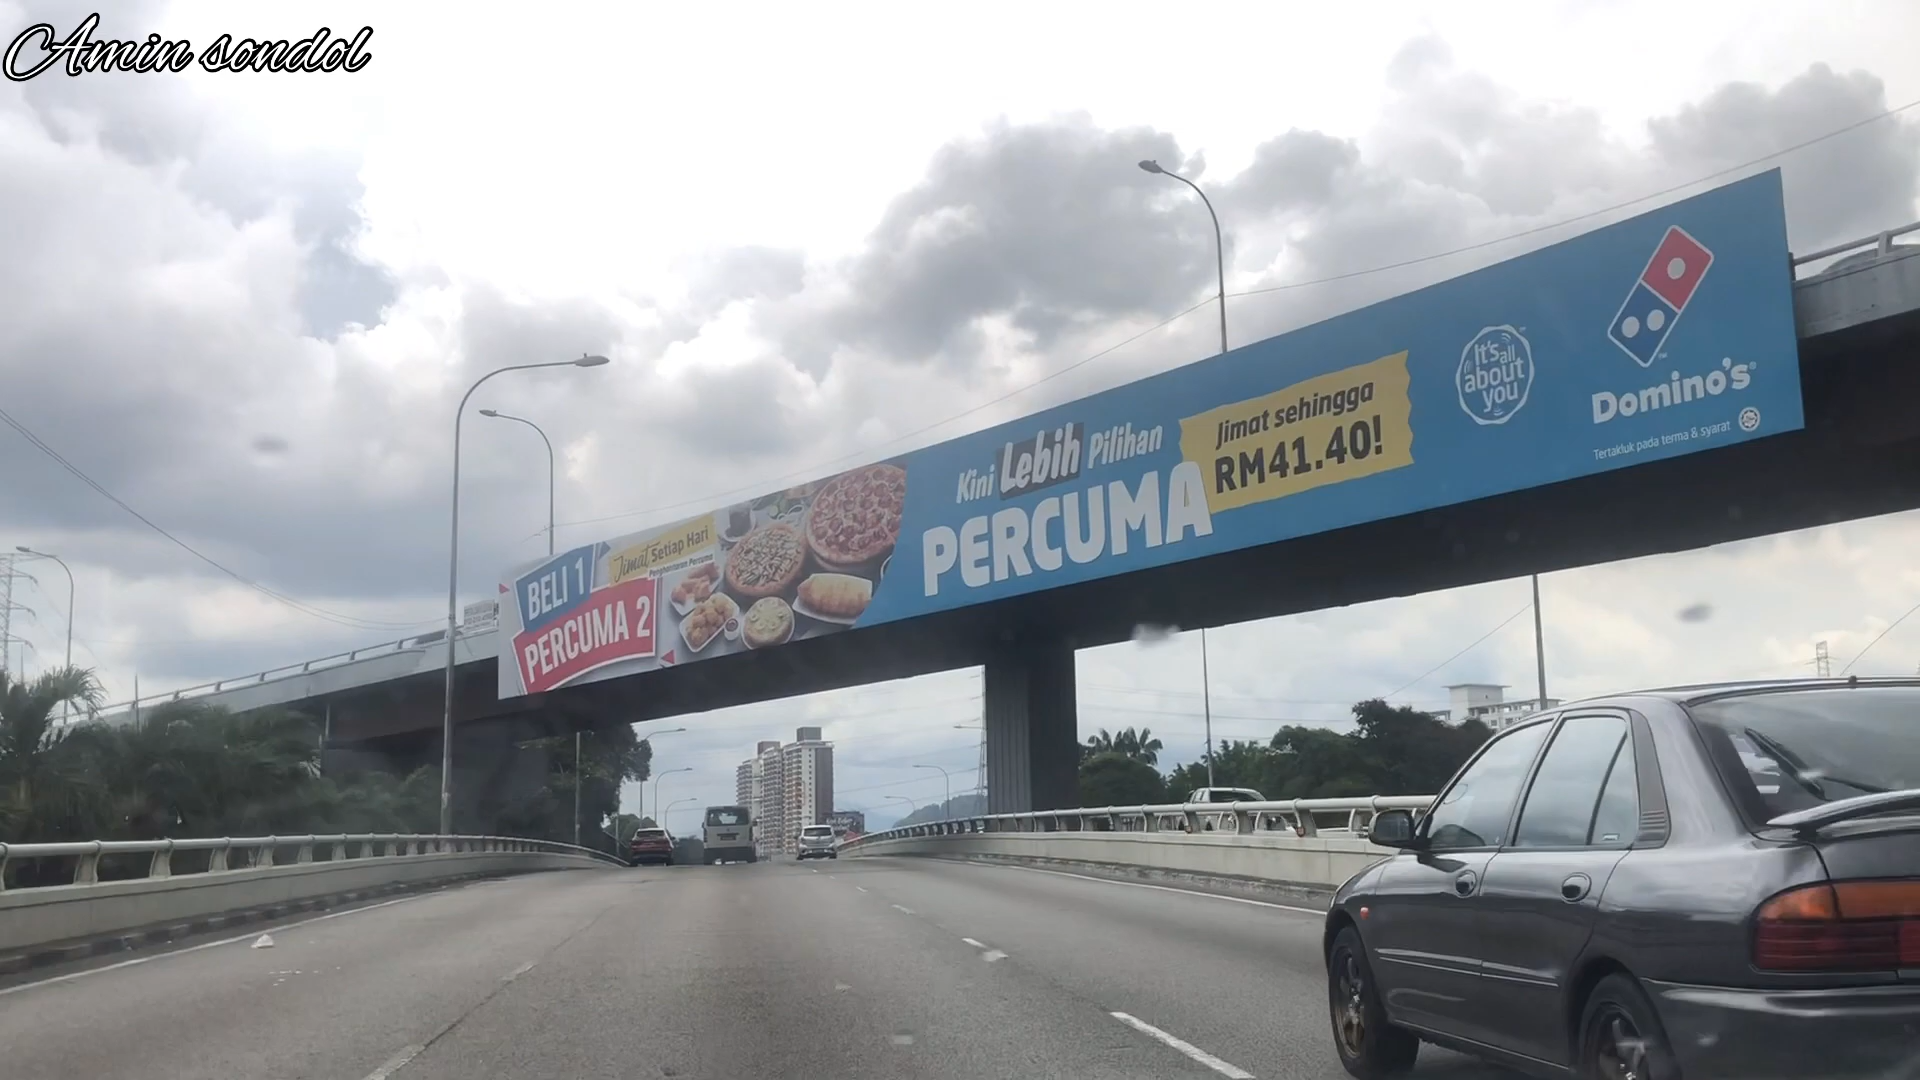 Amin sondol
BELI 1
PERCUMA 2
Jimat Setiap Hari
Penghantaran Percuma
Kini Lebih Pilihan
PERCUMA
Jimat sehingga
RM41.40!
It's all
about
you
Domino's
Tertakluk pada terma & syarat